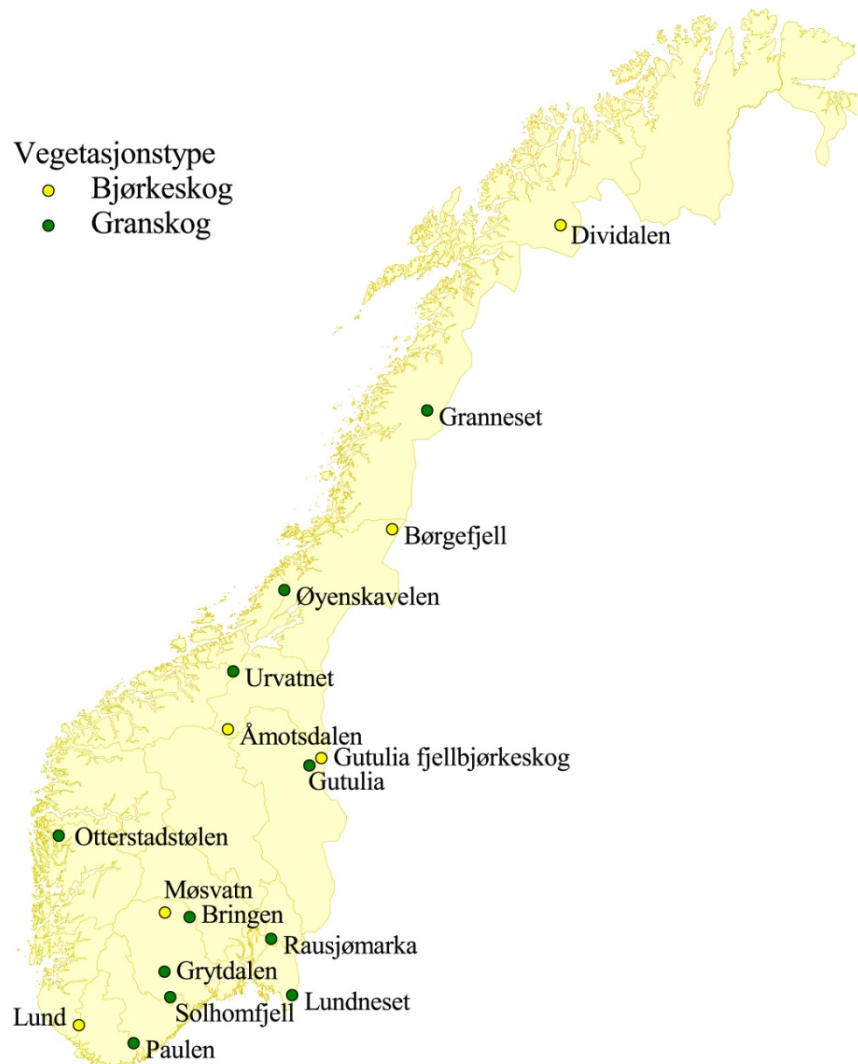 Vegetasjonstype
Bjørkeskog
Granskog
Dividalen
Granneset
Børgefjell
Øyenskavelen
Urvatnet
Åmotsdalen
Gutulia fjellbjørkeskog
Gutulia
Otterstadstølen
Møsvatn
Bringen
Rausjømarka
Grytdalen
Lundneset
Solhomfjell
Lund
Paulen